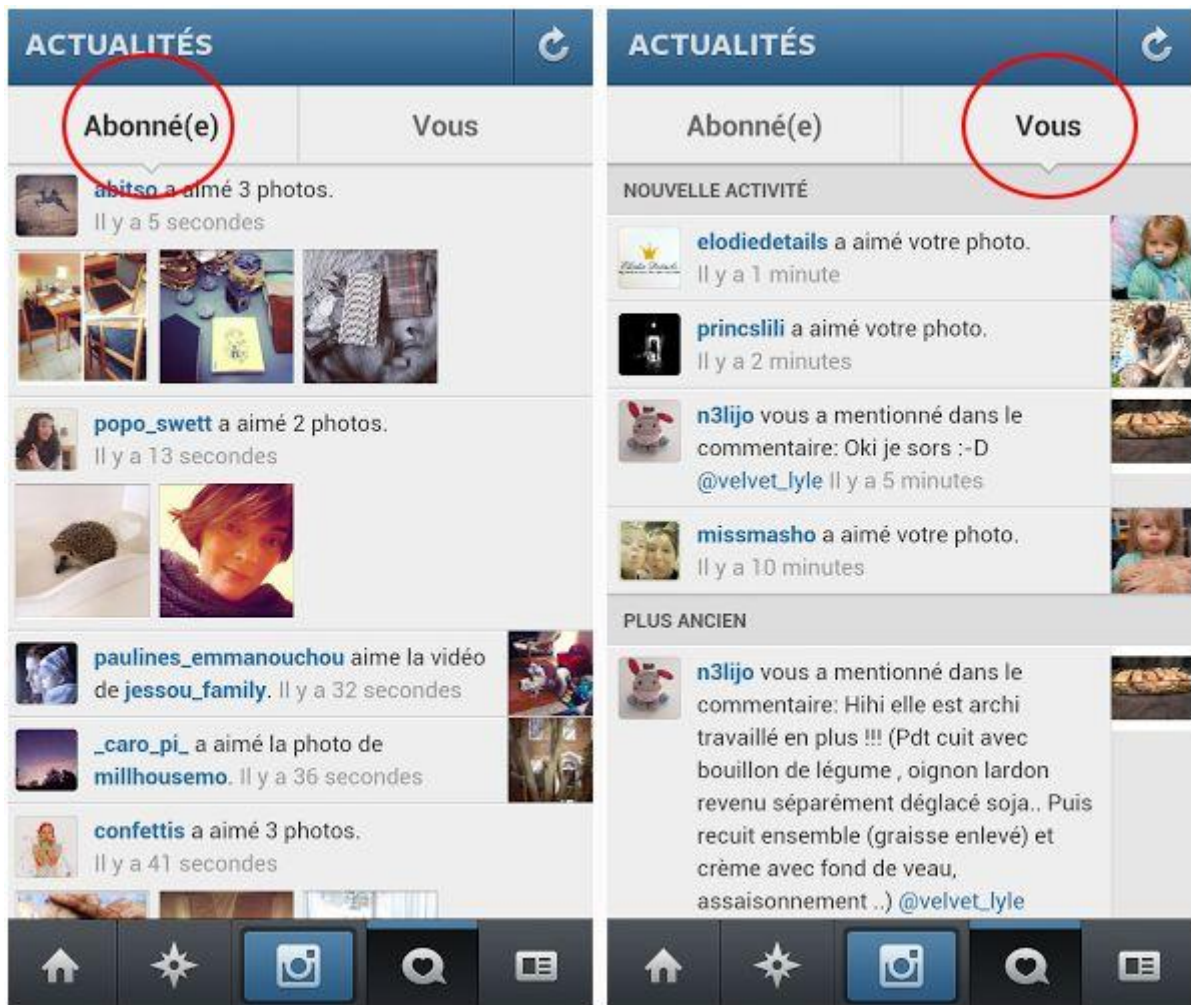 ACTUALITÉS
Abonné(e)
Vous
abitso a aimé 3 photos.
Il y a 5 secondes
popo_swett a aimé 2 photos.
Il y a 13 secondes
paulines_emmanouchou aime la vidéo
de jessou_family. Il y a 32 secondes
_caro_pi_ a aimé la photo de
millhousemo. Il y a 36 secondes
confettis a aimé 3 photos.
Il y a 41 secondes
ACTUALITÉS
Abonné(e)
Vous
NOUVELLE ACTIVITÉ
elodiedetails a aimé votre photo.
Il y a 1 minute
princslili a aimé votre photo.
Il y a 2 minutes
n3lijo vous a mentionné dans le
commentaire: Oki je sors :-D
@velvet_lyle Il y a 5 minutes
missmasho a aimé votre photo.
Il y a 10 minutes
PLUS ANCIEN
n3lijo vous a mentionné dans le
commentaire: Hihi elle est archi
travaillé en plus !!! (Pdt cuit avec
bouillon de légume , oignon lardon
revenu séparément déglacé soja.. Puis
recuit ensemble (graisse enlevé) et
crème avec fond de veau,
assaisonnement ..) @velvet_lyle